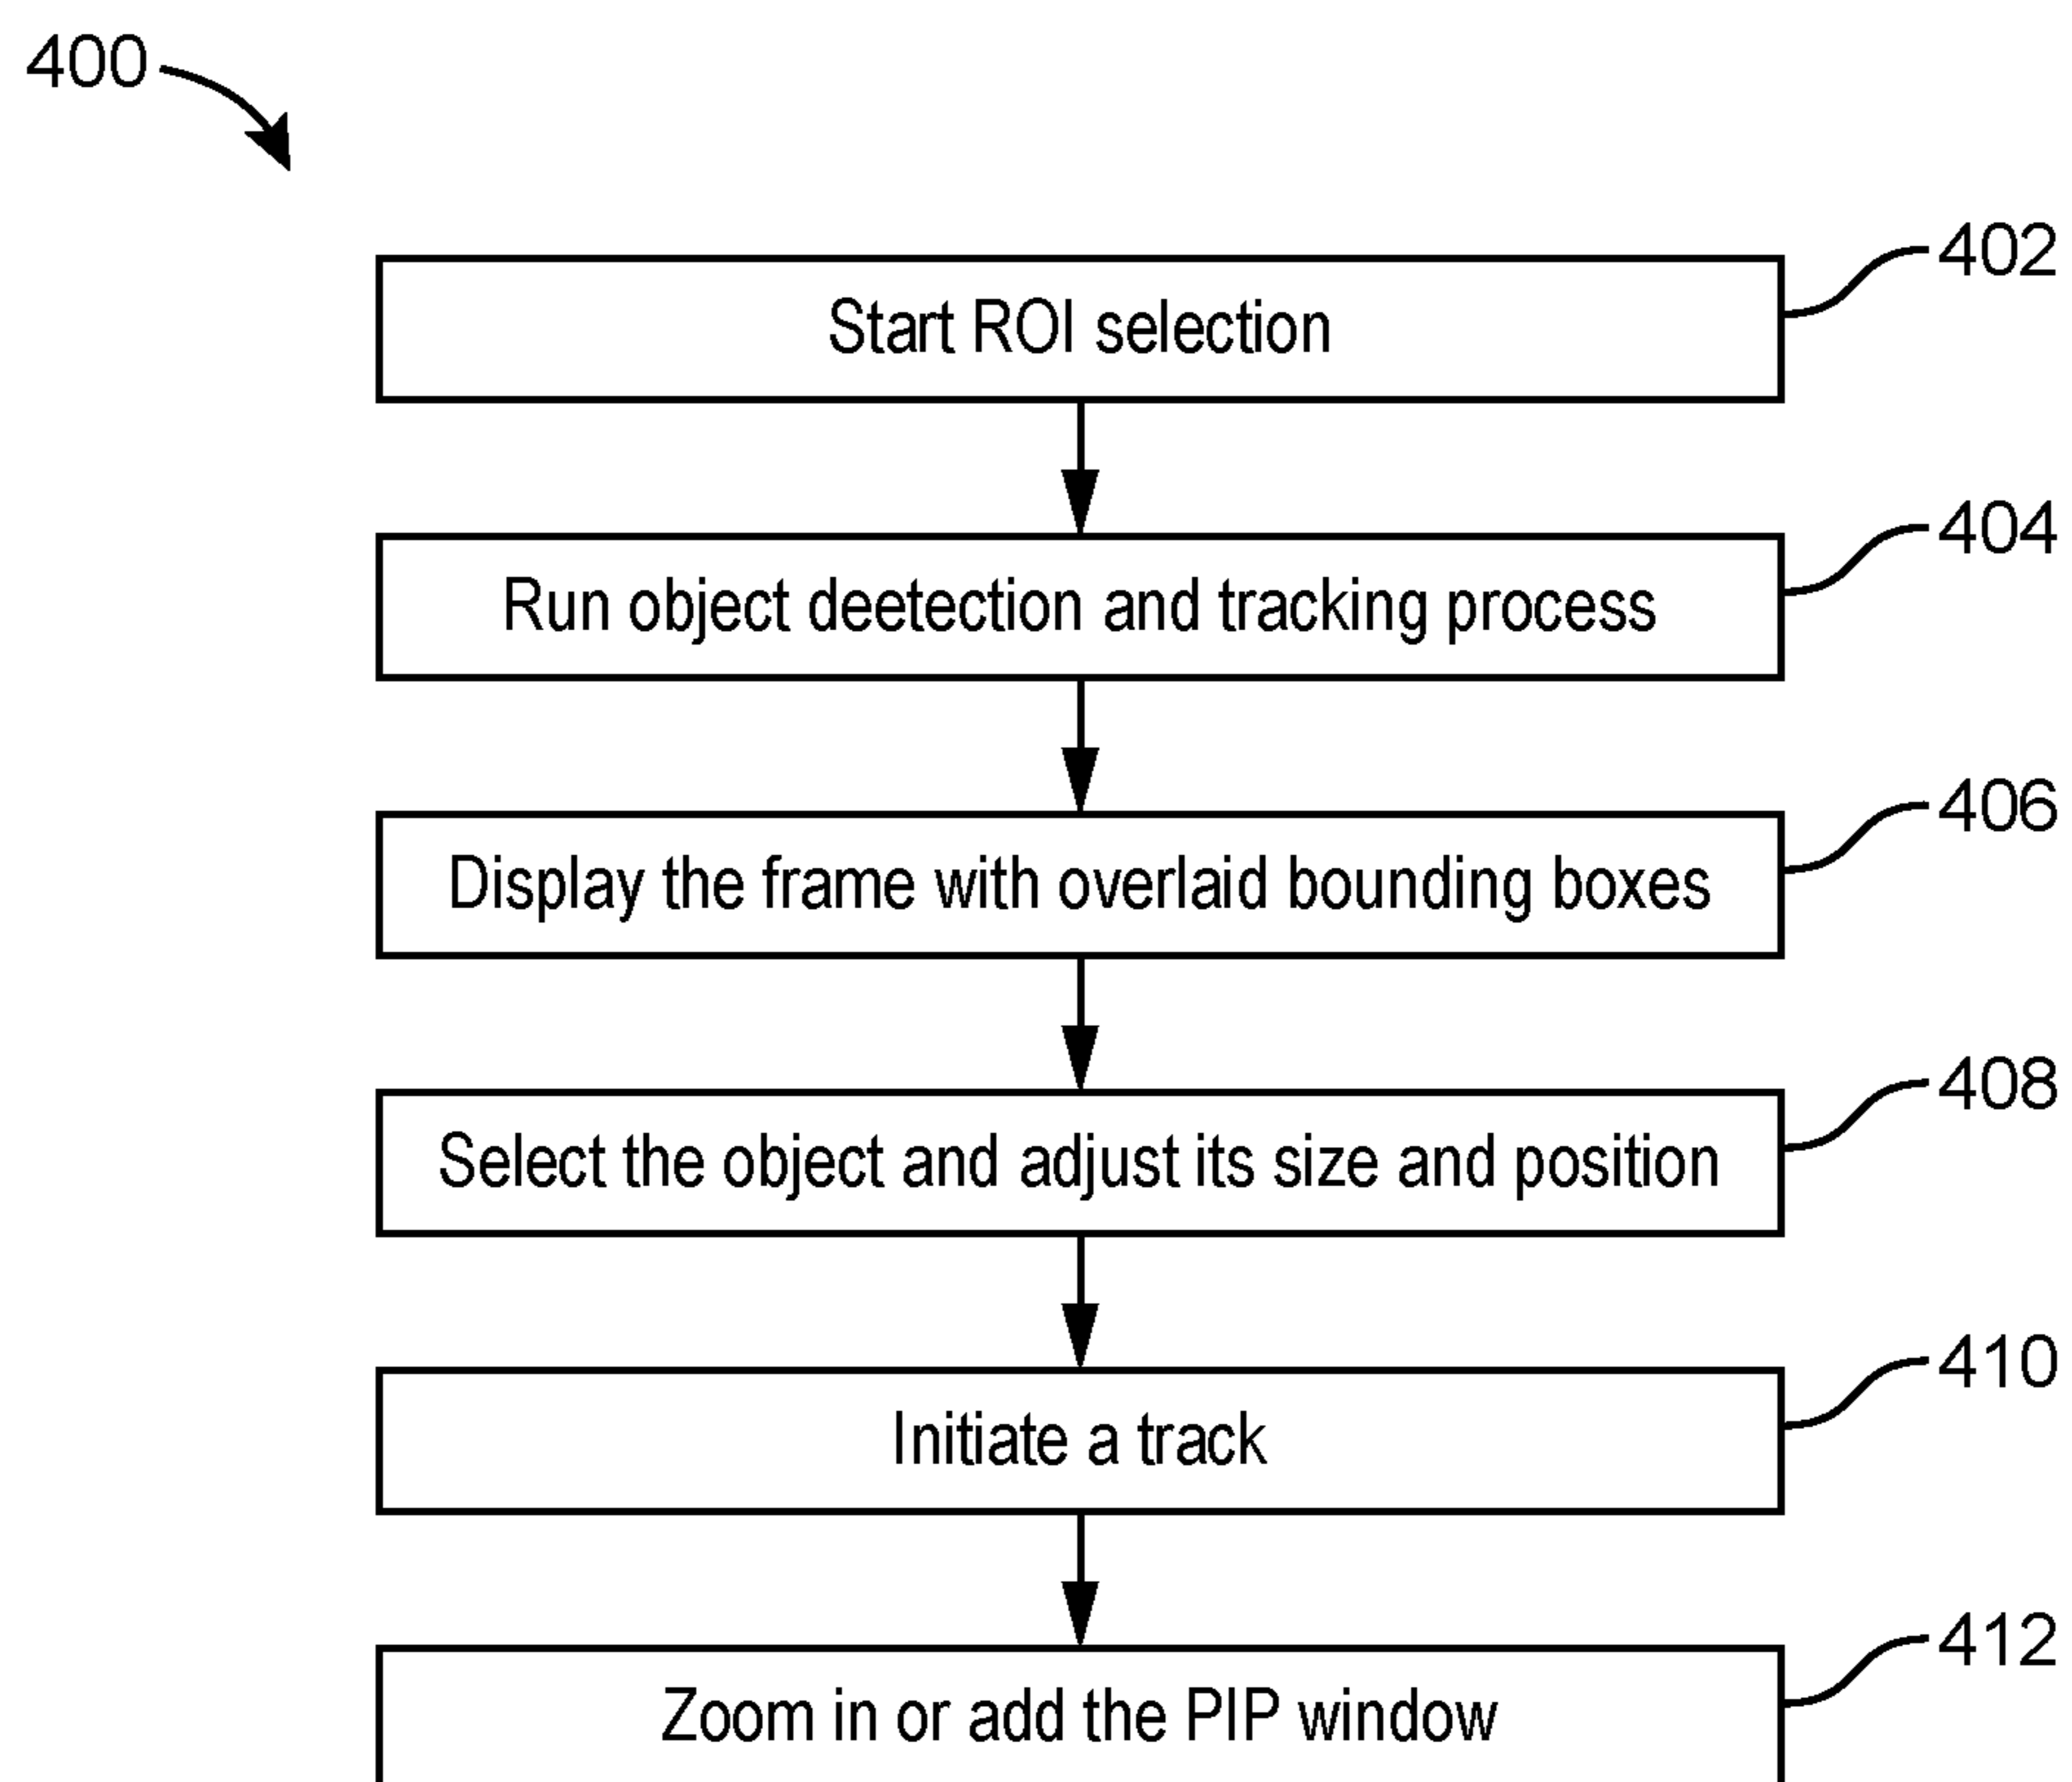 400
402
Start ROI selection
404
Run object deetection and tracking process
406
Display the frame with overlaid bounding boxes
408
Select the object and adjust its size and position
410
Initiate a track
412
Zoom in or add the PIP window